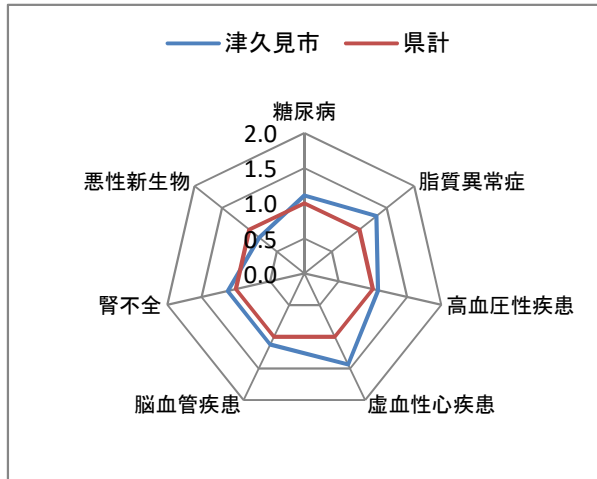 津久見市 県計
糖尿病
2.0
1.5
1.0
0.5
0.0
脂質異常症
高血圧性疾患
虚血性心疾患
脳血管疾患
腎不全
悪性新生物